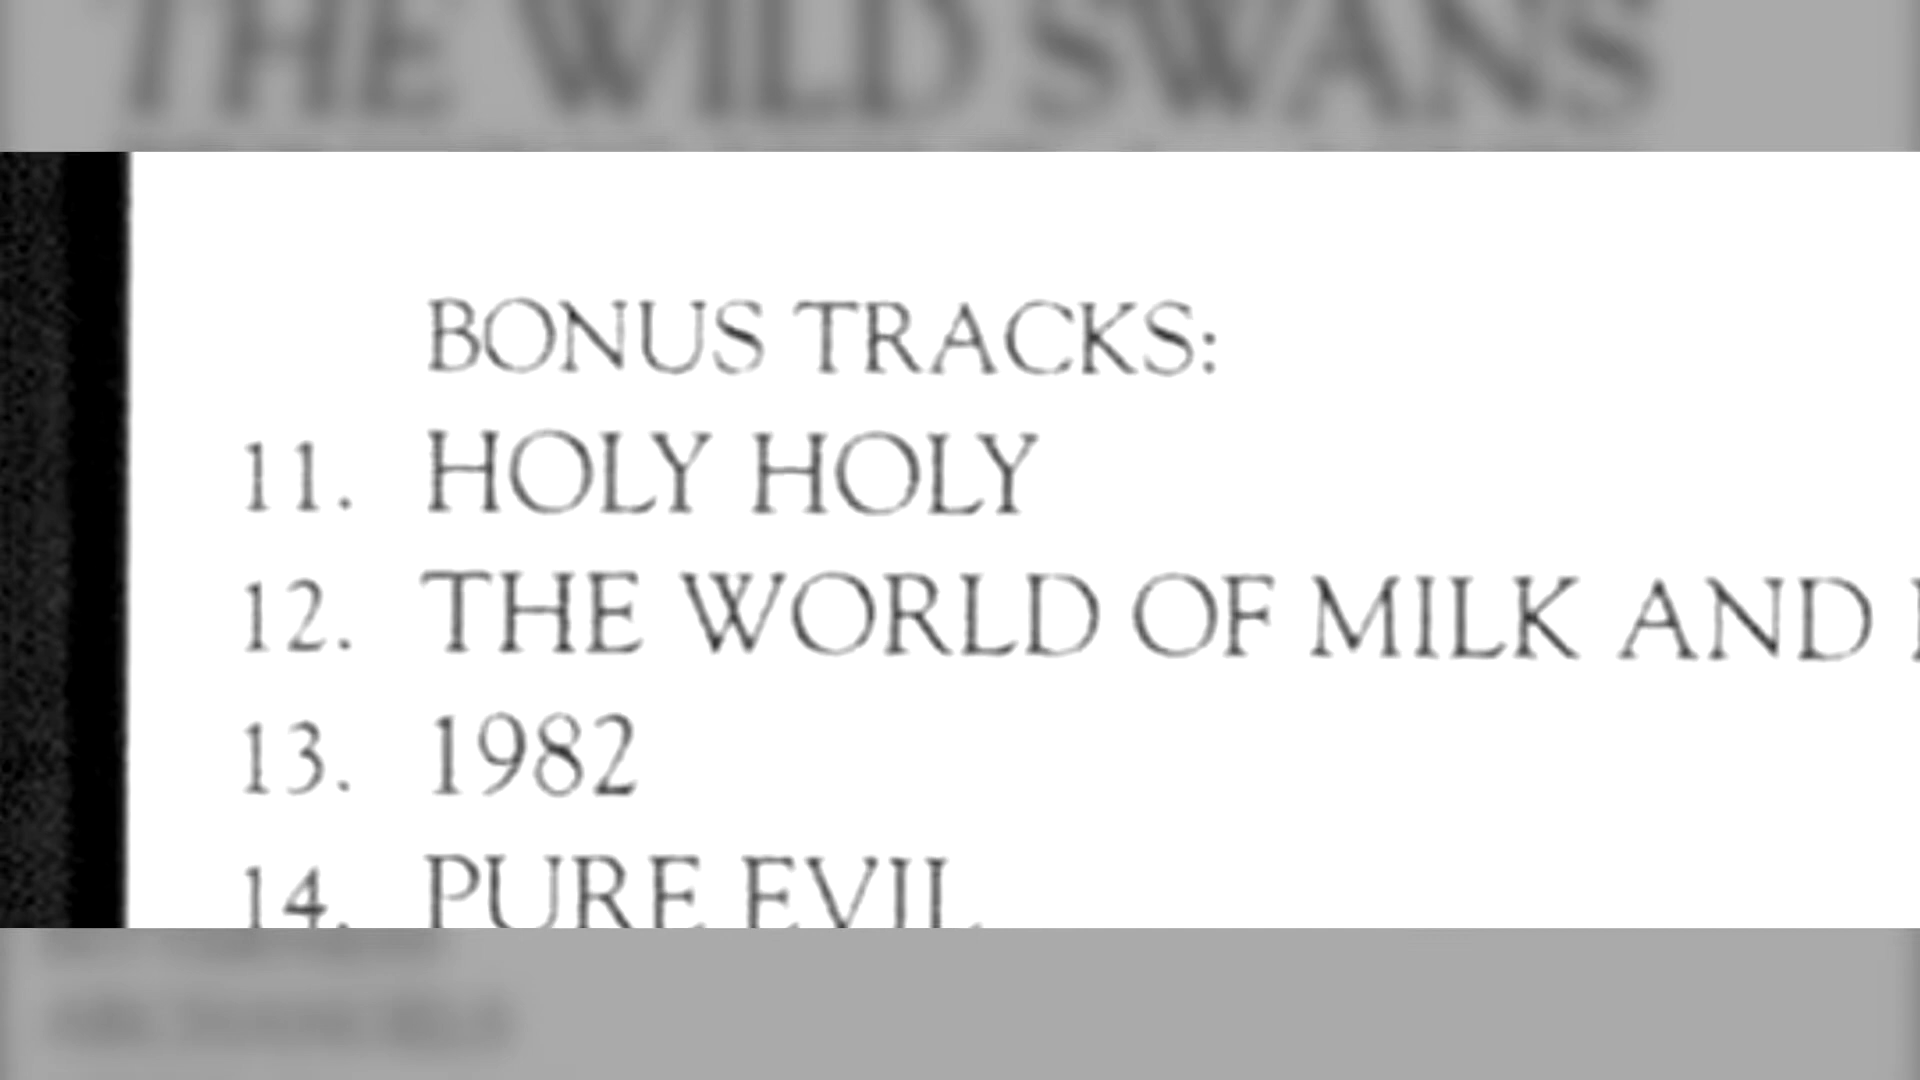 THE WILD SWANS
BONUS TRACKS:
11. HOLY HOLY
12. THE WORLD OF MILK AND
13. 1982
14. PURE EVIL